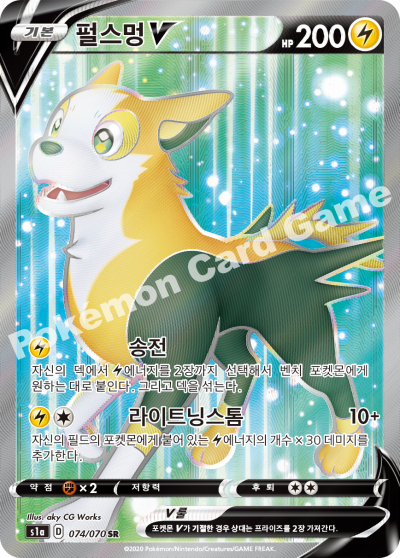 기본 펄스멍 V HP 200
Pokémon Card Game
송전
자신의 덱에서 에너지를 2장까지 선택해서 벤치 포켓몬에게
원하는 대로 붙인다. 그리고 덱을 섞는다.
라이트닝스톰 10+
자신의 필드의 포켓몬에게 붙어 있는 에너지의 개수 × 30 데미지를
추가한다.
약점 ×2 저항력 후퇴
Illus. aky CG Works
V룰
s1a D 074/070 SR
포켓몬 V가 기절한 경우 상대는 프라이즈를 2장 가져간다.
©2020 Pokémon/Nintendo/Creatures/GAME FREAK.